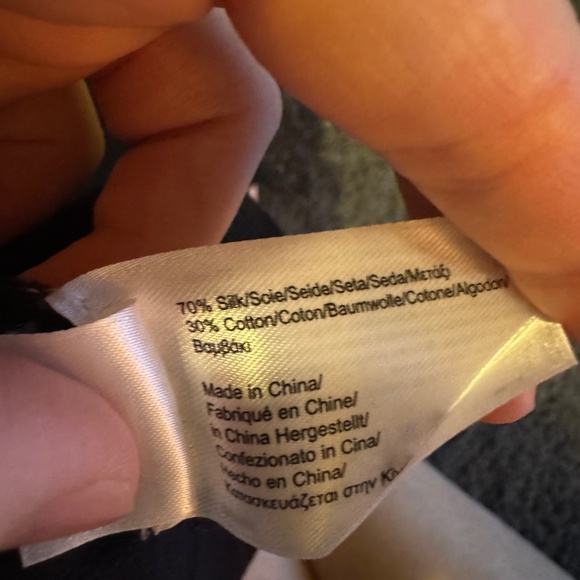 70% Silk/Soie/Seide/Seta/Seda/Μετάξι
30% Cotton/Coton/Baumwolle/Cotone/Algodon/
Βαμβάκι
Made in China/
Fabriqué en Chine/
in China Hergestellt/
Confezionato in Cina/
Hecho en China/
Κατασκευάζεται στην